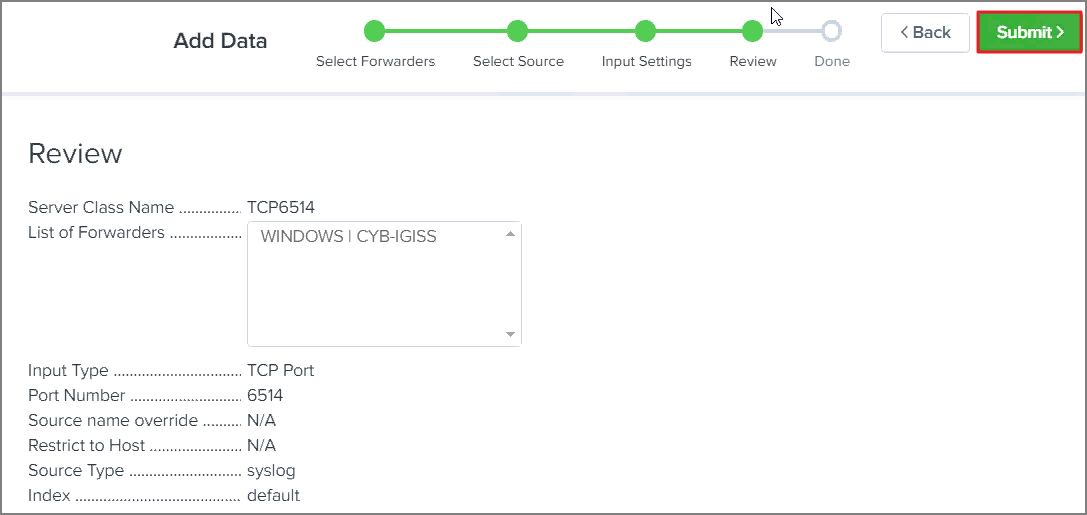 Add Data
Select Forwarders
Select Source
Input Settings
Review
Done
< Back
Submit >
Review
Server Class Name ............... TCP6514
List of Forwarders .................. WINDOWS | CYB-IGISS
Input Type ................................ TCP Port
Port Number ............................ 6514
Source name override .......... N/A
Restrict to Host ....................... N/A
Source Type ............................ syslog
Index ......................................... default